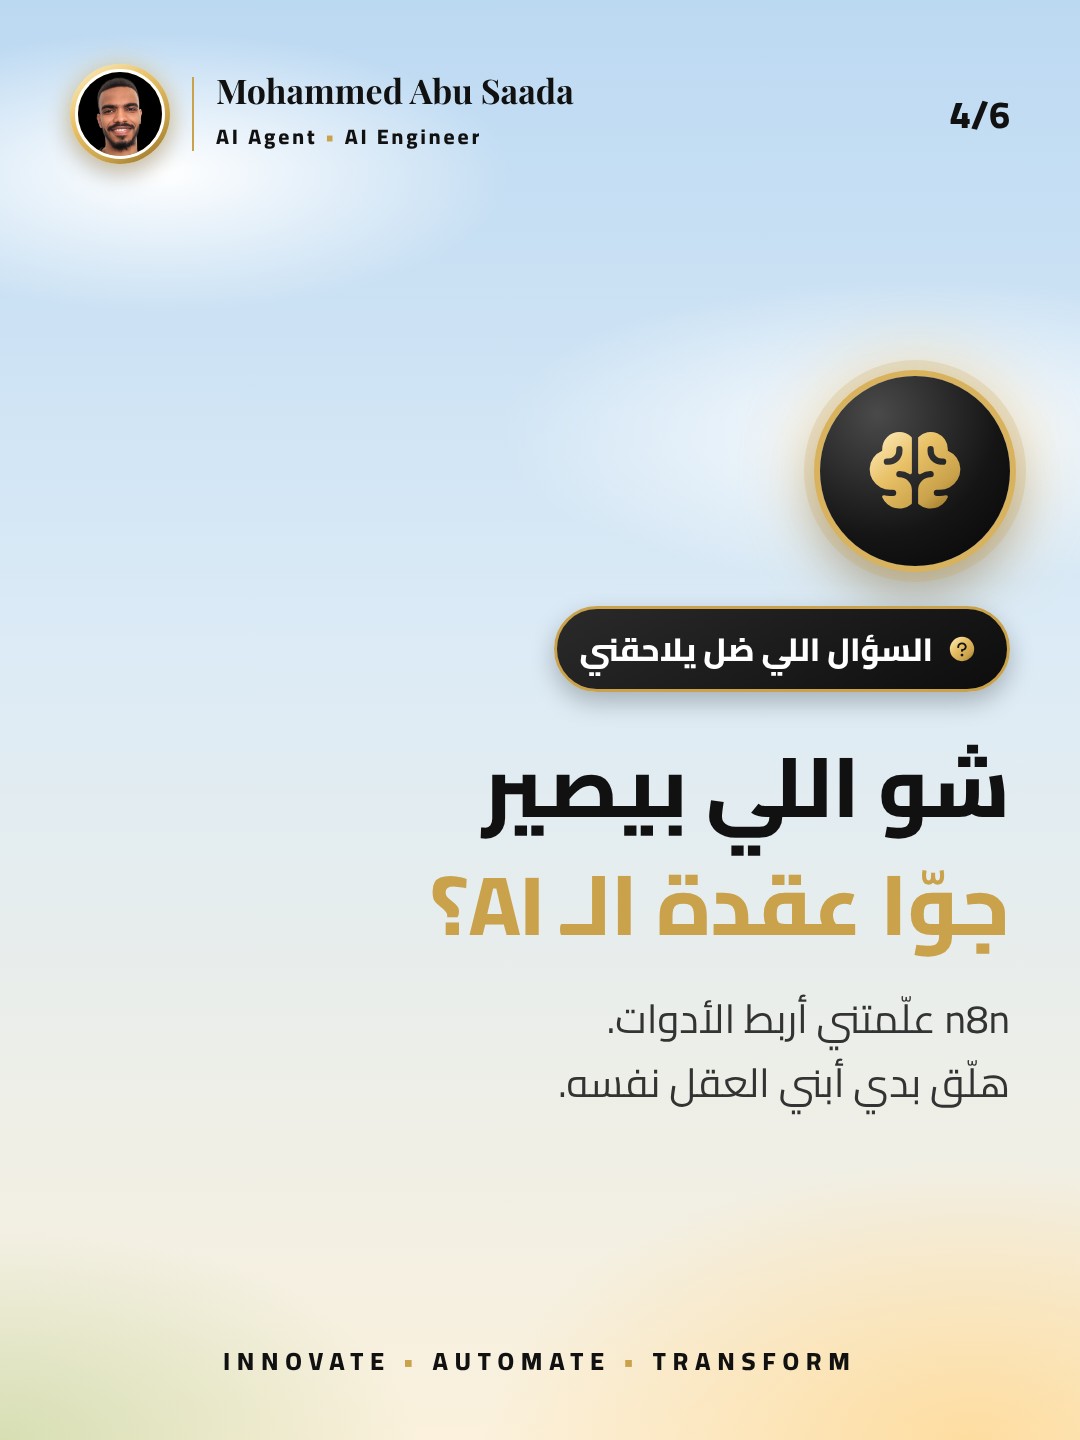 Mohammed Abu Saada
AI Agent ▪ AI Engineer
4/6
السؤال اللي ضل يلاحقني
شو اللي بيصير
جوّا عقدة الـ AI؟
n8n علّمتني أربط الأدوات.
هلّق بدي أبني العقل نفسه.
INNOVATE ▪ AUTOMATE ▪ TRANSFORM